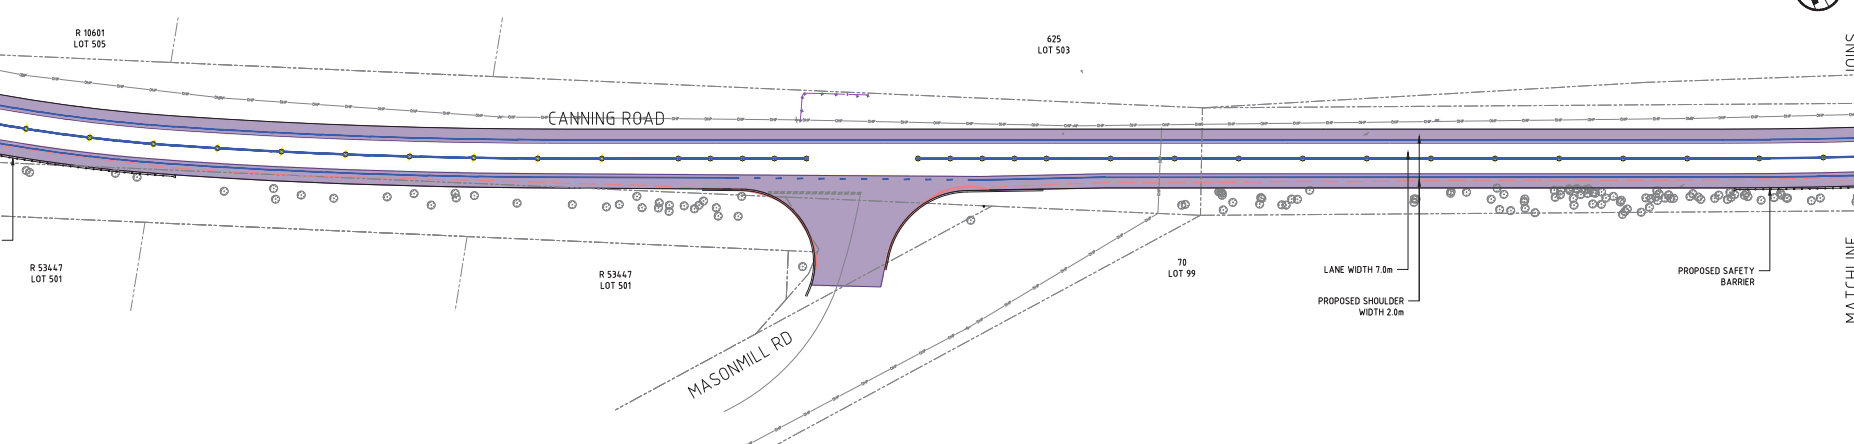 R 10601
LOT 505
625
LOT 503
CANNING ROAD
R 53447
LOT 501
R 53447
LOT 501
70
LOT 99
LANE WIDTH 7.0m
PROPOSED SHOULDER
WIDTH 2.0m
PROPOSED SAFETY
BARRIER
MASONMILL RD
MATCHLINE
JOINS